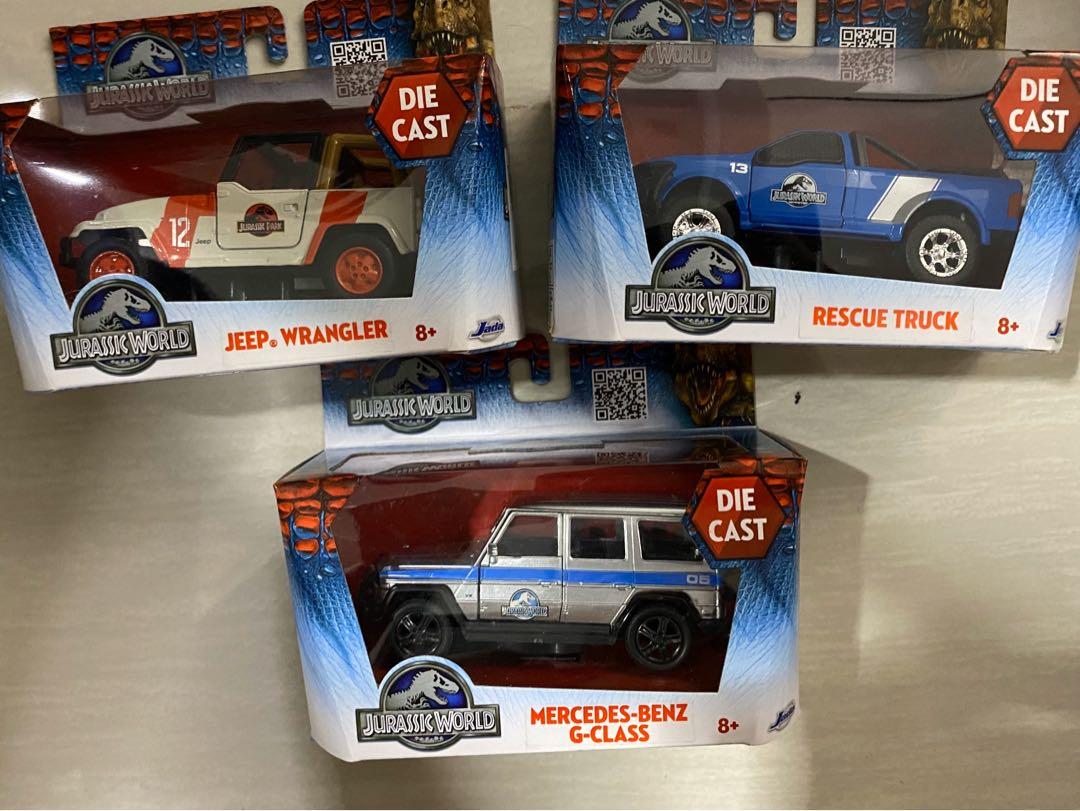 JURASSIC WORLD
DIE
CAST
12
Jeep
JURASSIC PARK
JURASSIC WORLD
JEEP® WRANGLER
8+
Jada
JURASSIC WORLD
DIE
CAST
13
JURASSIC WORLD
JURASSIC WORLD
RESCUE TRUCK
8+
JURASSIC WORLD
DIE
CAST
05
JURASSIC WORLD
JURASSIC WORLD
MERCEDES-BENZ
G-CLASS
8+
Jada